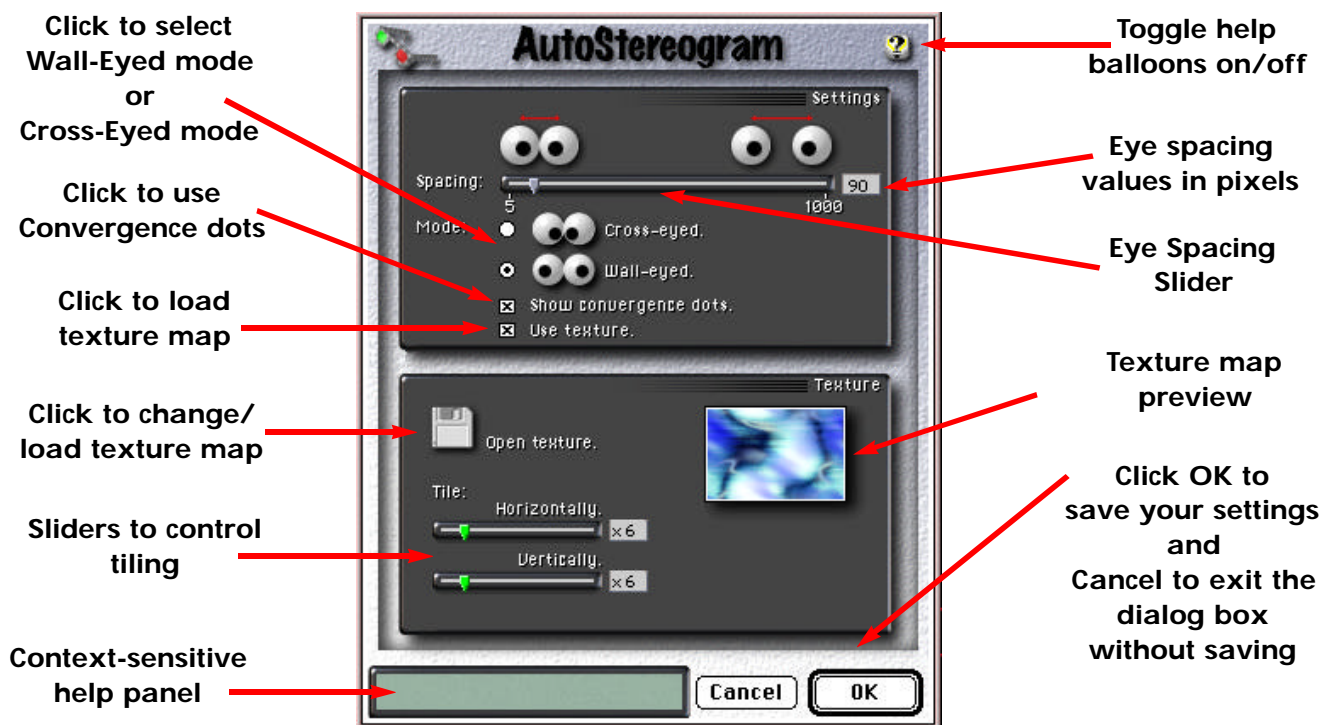 Click to select
Wall-Eyed mode
or
Cross-Eyed mode
Click to use
Convergence dots
Click to load
texture map
Click to change/
load texture map
Sliders to control
tiling
Context-sensitive
help panel
AutoStereogram
?
Settings
Spacing:
90
5
1000
Mode:
Cross-eyed.
Wall-eyed.
Show convergence dots.
Use texture.
Texture
Open texture.
Tile:
Horizontally.
x6
Vertically.
x6
Cancel
OK
Toggle help
balloons on/off
Eye spacing
values in pixels
Eye Spacing
Slider
Texture map
preview
Click OK to
save your settings
and
Cancel to exit the
dialog box
without saving